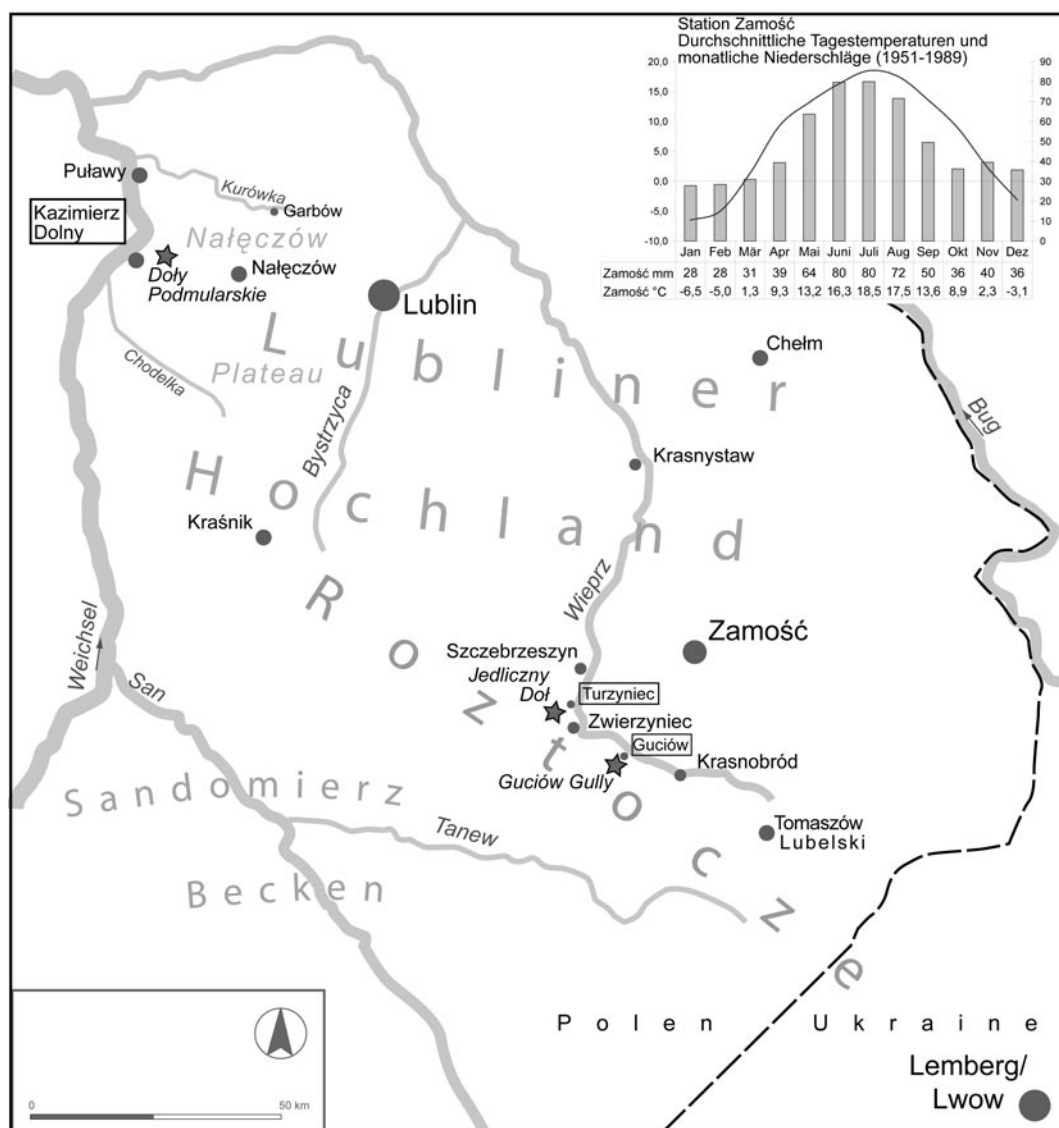 Station Zamość
Durchschnittliche Tagestemperaturen und
monatliche Niederschläge (1951-1989)
20,0 90
15,0 80
10,0 70
5,0 60
0,0 50
-5,0 40
-10,0 30
20
10
0
Jan Feb Mär Apr Mai Juni Juli Aug Sep Okt Nov Dez
Zamość mm 28 28 31 39 64 80 80 72 50 36 40 36
Zamość °C -6,5 -5,0 1,3 9,3 13,2 16,3 18,5 17,5 13,6 8,9 2,3 -3,1
Puławy
Kurówka
Garbów
Kazimierz
Dolny
Nałęczów
Plateau
Doły
Podmularskie
Nałęczów
Lublin
Chełm
Lubliner
Hochland
Chodelka
Bystrzyca
Bug
Krasnystaw
Kraśnik
Wieprz
Roztocze
Weichsel
San
Zamość
Szczebrzeszyn
Jedliczny
Doł
Turzyniec
Zwierzyniec
Guciów
Guciów Gully
Krasnobród
Sandomierz
Becken
Tanew
Tomaszów
Lubelski
Polen Ukraine
Lemberg/
Lwow
0 50 km